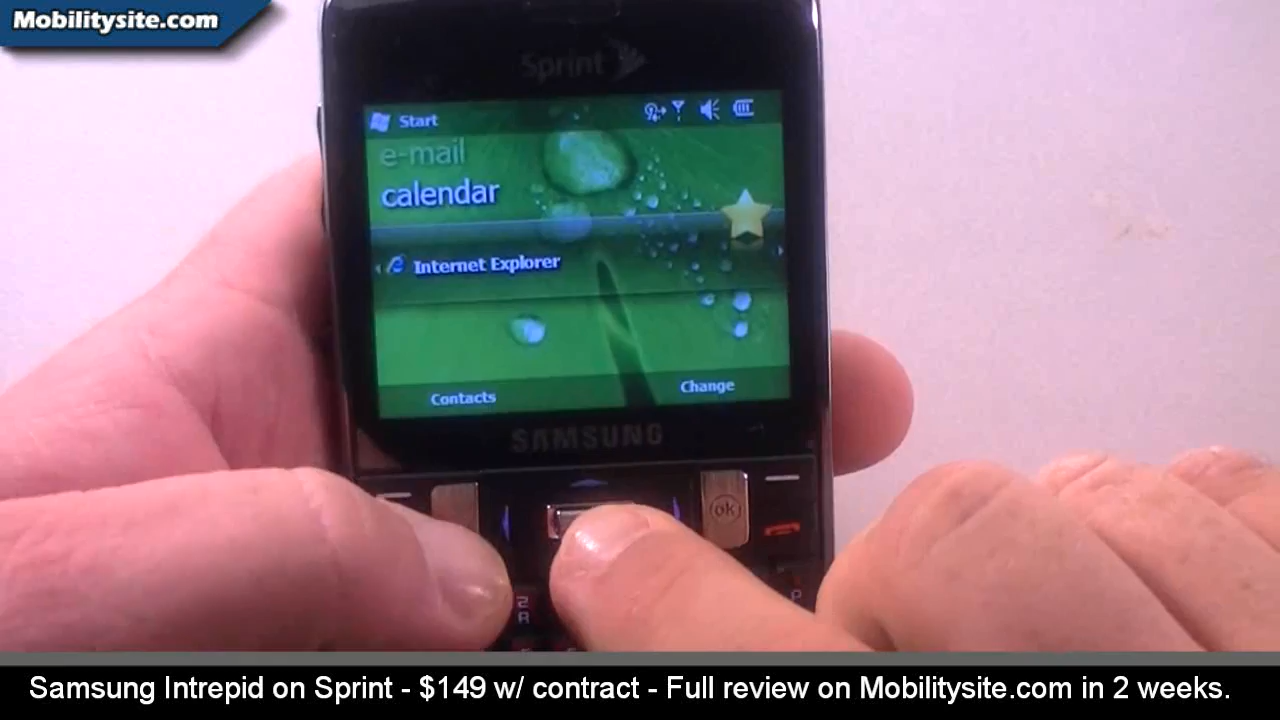 Mobilitysite.com
Sprint
Start
e-mail
calendar
Internet Explorer
Contacts
Change
SAMSUNG
ok
2
R
P
Samsung Intrepid on Sprint - $149 w/ contract - Full review on Mobilitysite.com in 2 weeks.